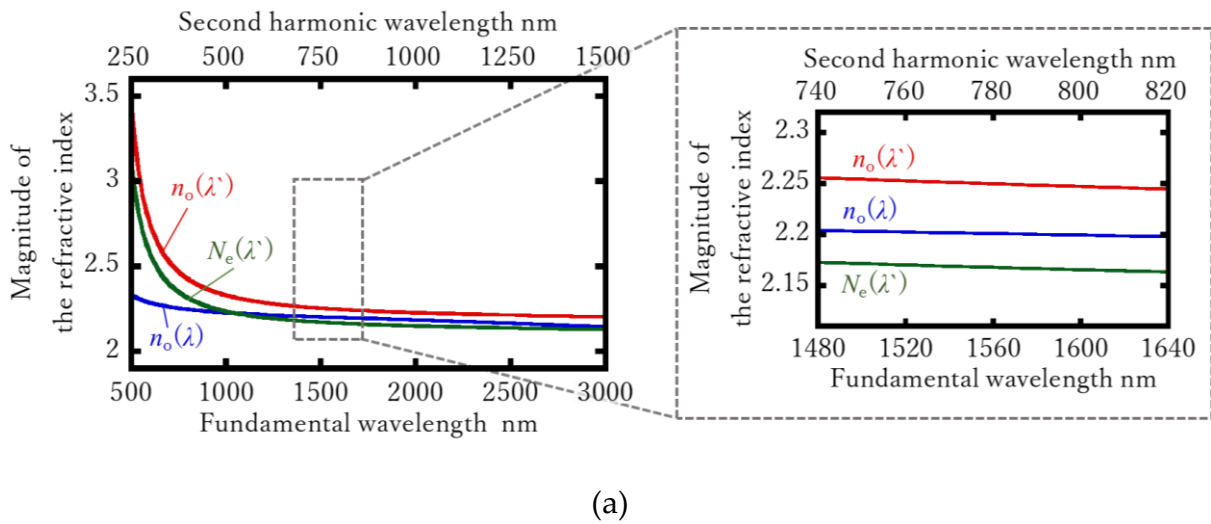 Second harmonic wavelength nm
250 500 750 1000 1250 1500
Magnitude of
the refractive index
3.5
3
2.5
2
nₒ(λ`)
Nₑ(λ`)
nₒ(λ)
500 1000 1500 2000 2500 3000
Fundamental wavelength nm
Second harmonic wavelength nm
740 760 780 800 820
Magnitude of
the refractive index
2.3
2.25
2.2
2.15
nₒ(λ`)
nₒ(λ)
Nₑ(λ`)
1480 1520 1560 1600 1640
Fundamental wavelength nm
(a)